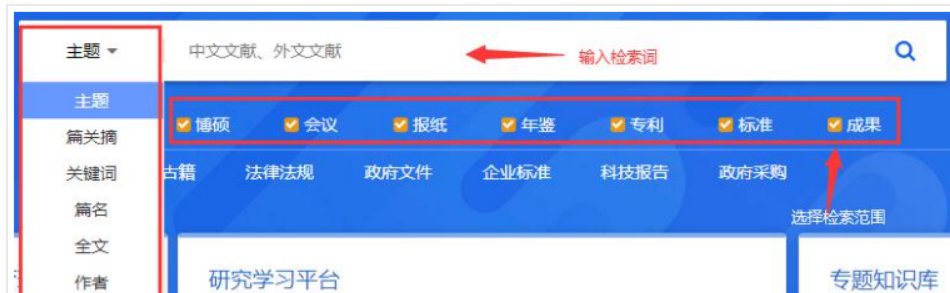 主题 中文文献、外文文献 输入检索词
主题
博硕 会议 报纸 年鉴 专利 标准 成果
篇关摘
关键词 古籍 法律法规 政府文件 企业标准 科技报告 政府采购
篇名 选择检索范围
全文
作者 研究学习平台 专题知识库